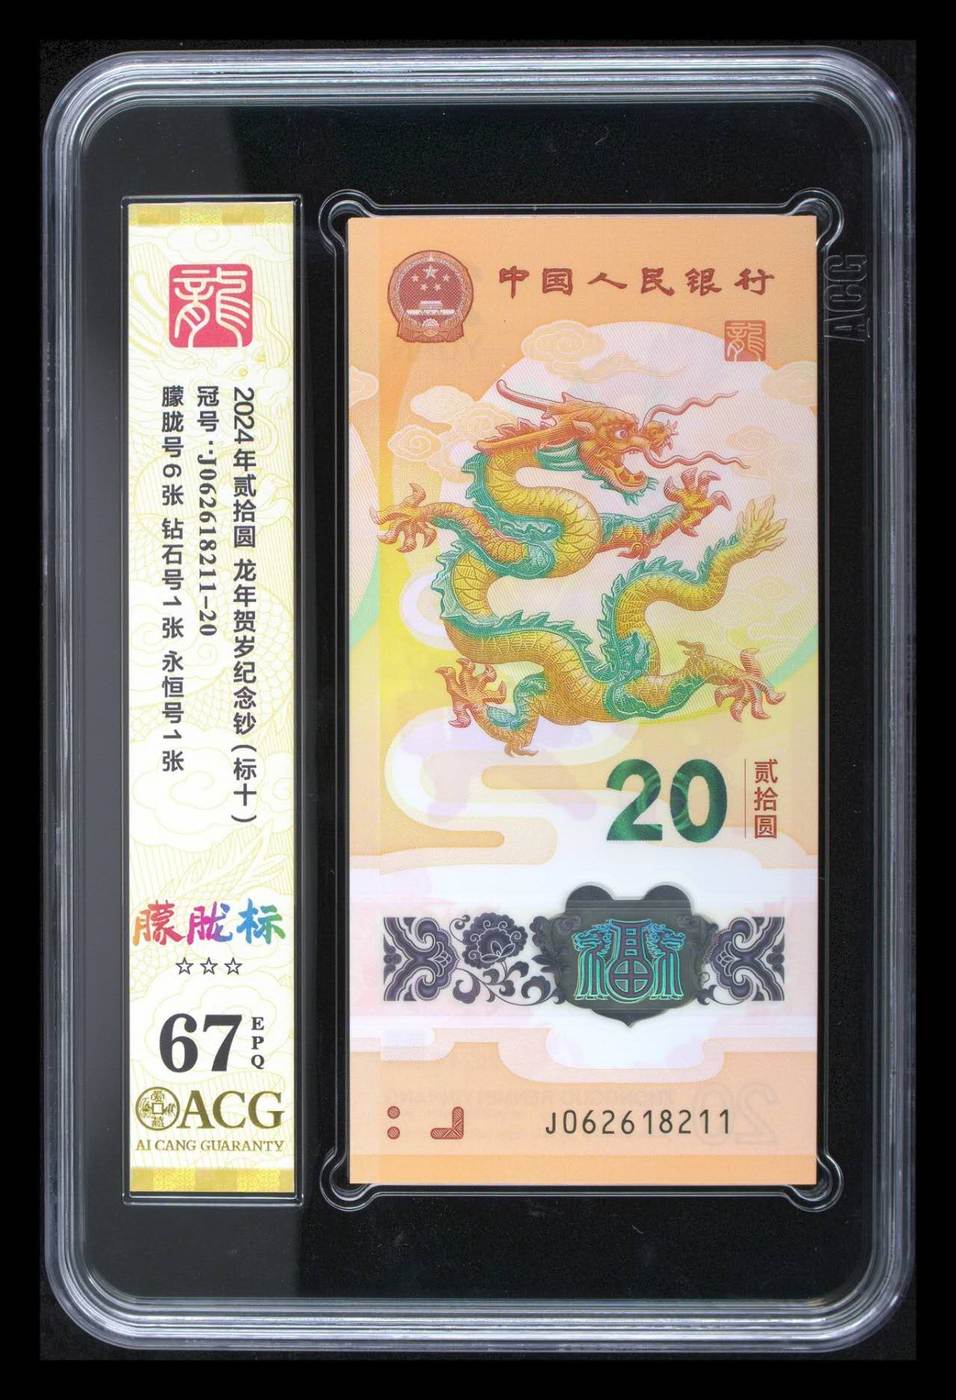 龍
2024年贰拾圆 龙年贺岁纪念钞(标十)
冠号:J062618211-20
朦胧号6张 钻石号1张 永恒号1张
朦胧标
☆☆☆
67 EPQ
ACG
AI CANG GUARANTY
中国人民银行
龍
20 贰拾圆
福
J062618211
ACG